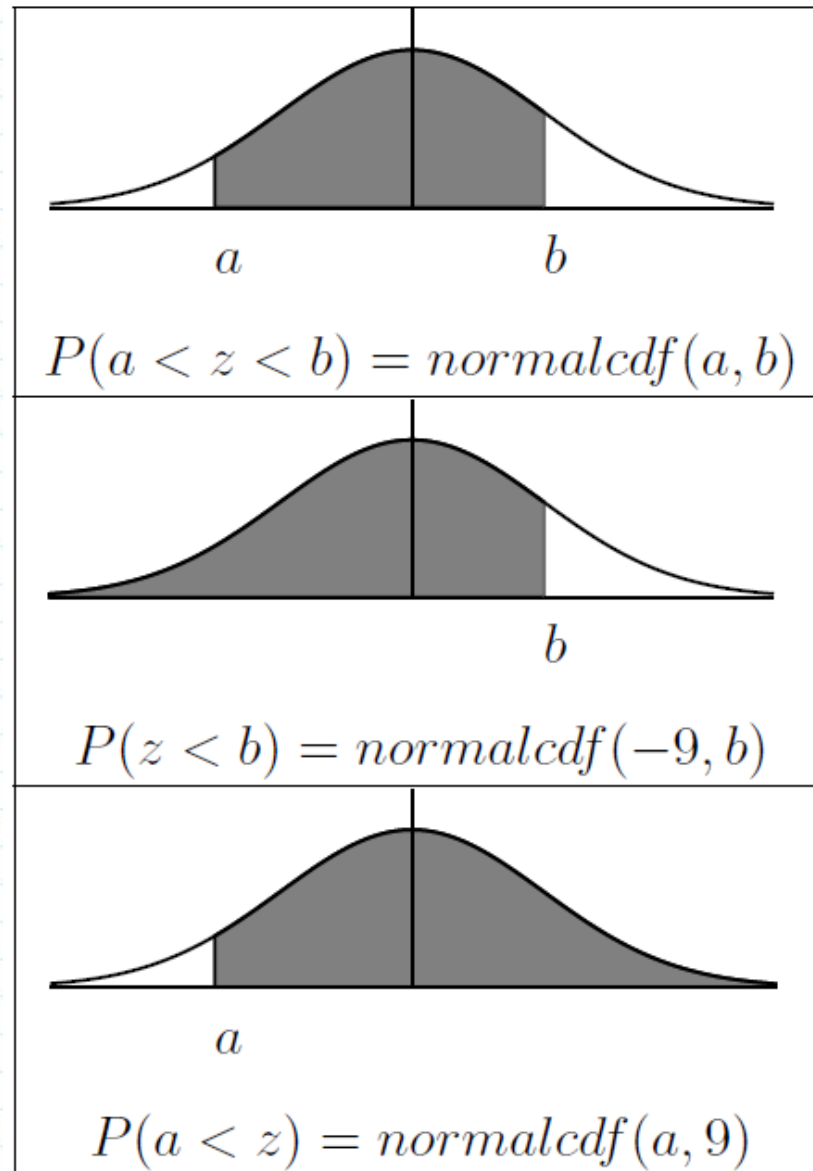 a b
P(a < z < b) = normalcdf(a, b)
b
P(z < b) = normalcdf(−9, b)
a
P(a < z) = normalcdf(a, 9)